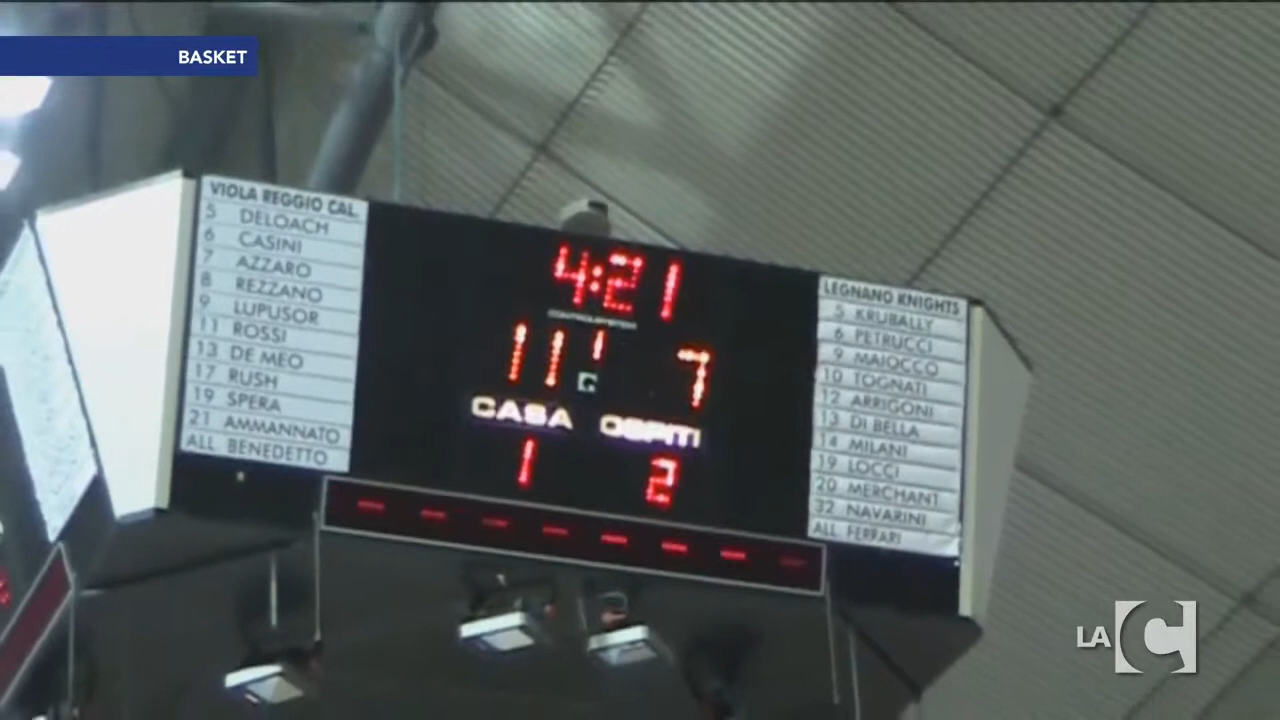 BASKET
VIOLA REGGIO CAL.
5 DELOACH
6 CASINI
7 AZZARO
8 REZZANO
9 LUPUSOR
11 ROSSI
13 DE MEO
17 RUSH
19 SPERA
21 AMMANNATO
ALL BENEDETTO
4:21
11 1 7
CASA OSPITI
1 2
LEGNANO KNIGHTS
5 KRUBALLY
6 PETRUCCI
9 MAIOCCO
10 TOGNATI
12 ARRIGONI
13 DI BELLA
14 MILANI
19 LOCCI
20 MERCHANT
32 NAVARINI
ALL. FERRARI
LA C